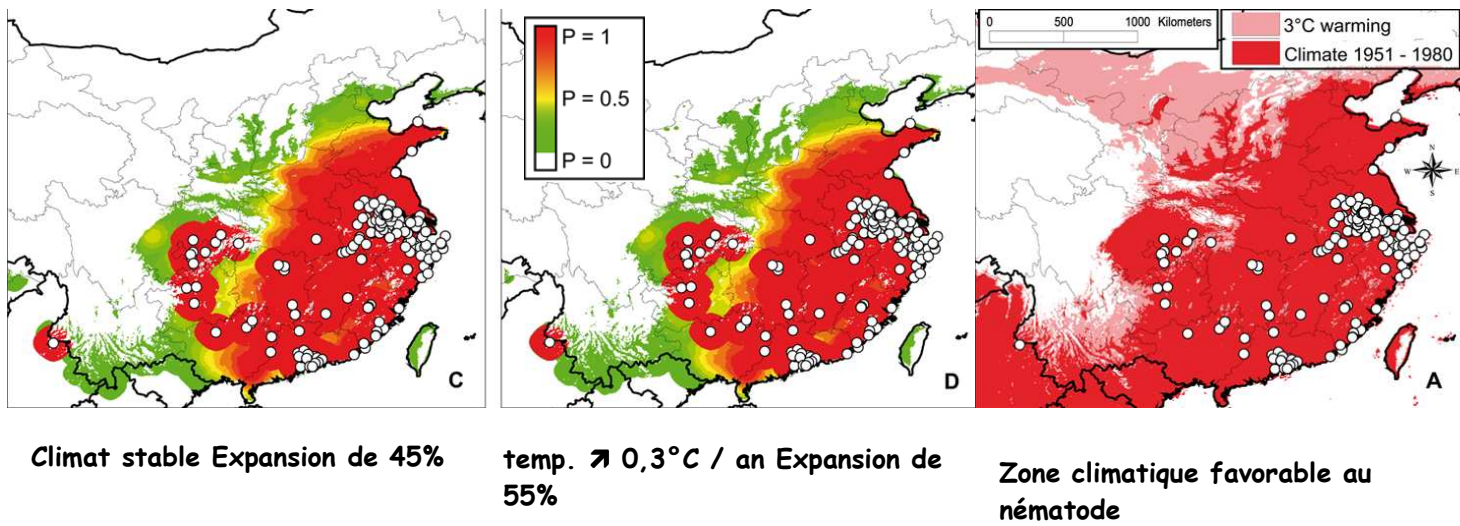 P = 1
P = 0.5
P = 0
C
D
0 500 1000 Kilometers
3°C warming
Climate 1951 - 1980
N
W E
S
A
Climat stable Expansion de 45%
temp. ↗ 0,3°C / an Expansion de
55%
Zone climatique favorable au
nématode